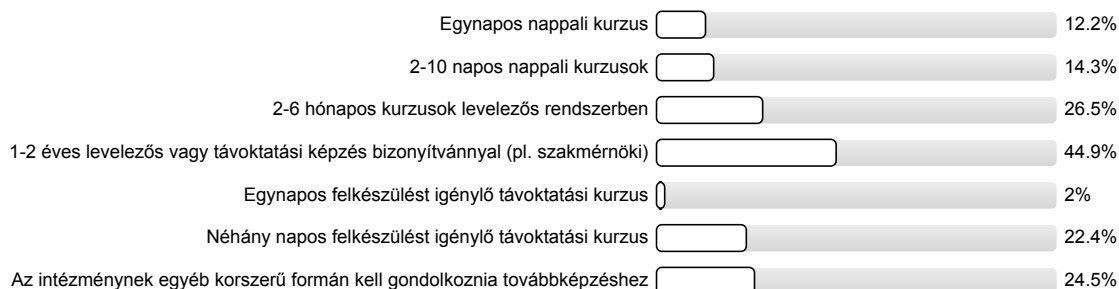 Egynapos nappali kurzus 12.2%
2-10 napos nappali kurzusok 14.3%
2-6 hónapos kurzusok levelezős rendszerben 26.5%
1-2 éves levelezős vagy távoktatási képzés bizonyítvánnyal (pl. szakmérnöki) 44.9%
Egynapos felkészülést igénylő távoktatási kurzus 2%
Néhány napos felkészülést igénylő távoktatási kurzus 22.4%
Az intézménynek egyéb korszerű formán kell gondolkoznia továbbképzéshez 24.5%